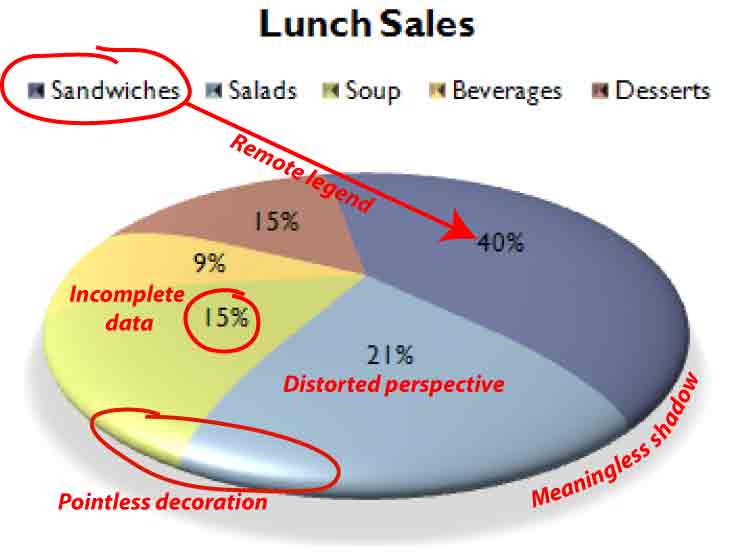 Lunch Sales
Sandwiches Salads Soup Beverages Desserts
Remote legend
15%
40%
9%
Incomplete
data
15%
21%
Distorted perspective
Meaningless shadow
Pointless decoration